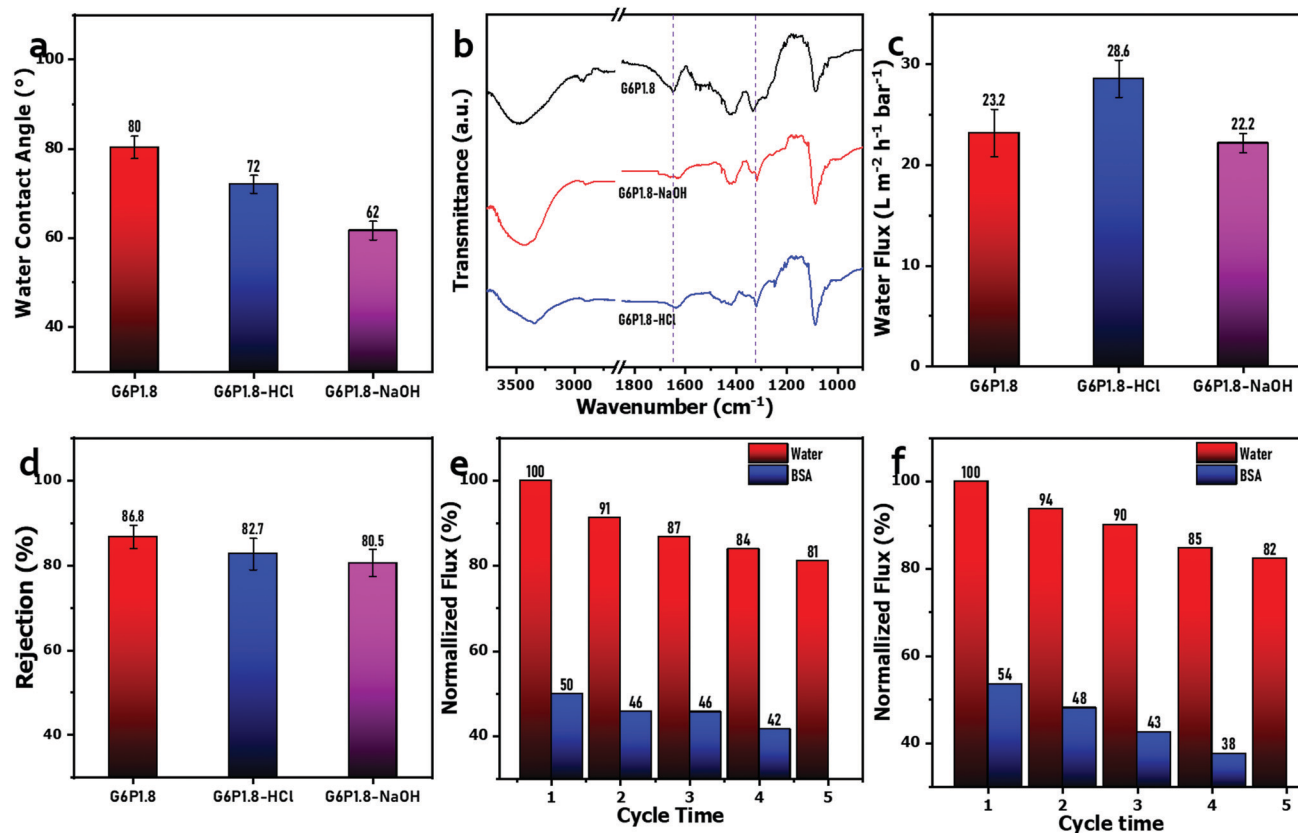 a
Water Contact Angle (°)
100
80
60
40
80
72
62
G6P1.8
G6P1.8-HCl
G6P1.8-NaOH
b
Transmittance (a.u.)
G6P1.8
G6P1.8-NaOH
G6P1.8-HCl
3500
3000
1800
1600
1400
1200
1000
Wavenumber (cm⁻¹)
c
Water Flux (L m⁻² h⁻¹ bar⁻¹)
30
20
10
0
23.2
28.6
22.2
G6P1.8
G6P1.8-HCl
G6P1.8-NaOH
d
Rejection (%)
100
80
60
40
86.8
82.7
80.5
G6P1.8
G6P1.8-HCl
G6P1.8-NaOH
e
Normallized Flux (%)
Water
BSA
100
80
60
40
100
91
87
84
81
50
46
46
42
1
2
3
4
5
Cycle Time
f
Normallized Flux (%)
Water
BSA
100
80
60
40
100
94
90
85
82
54
48
43
38
1
2
3
4
5
Cycle time